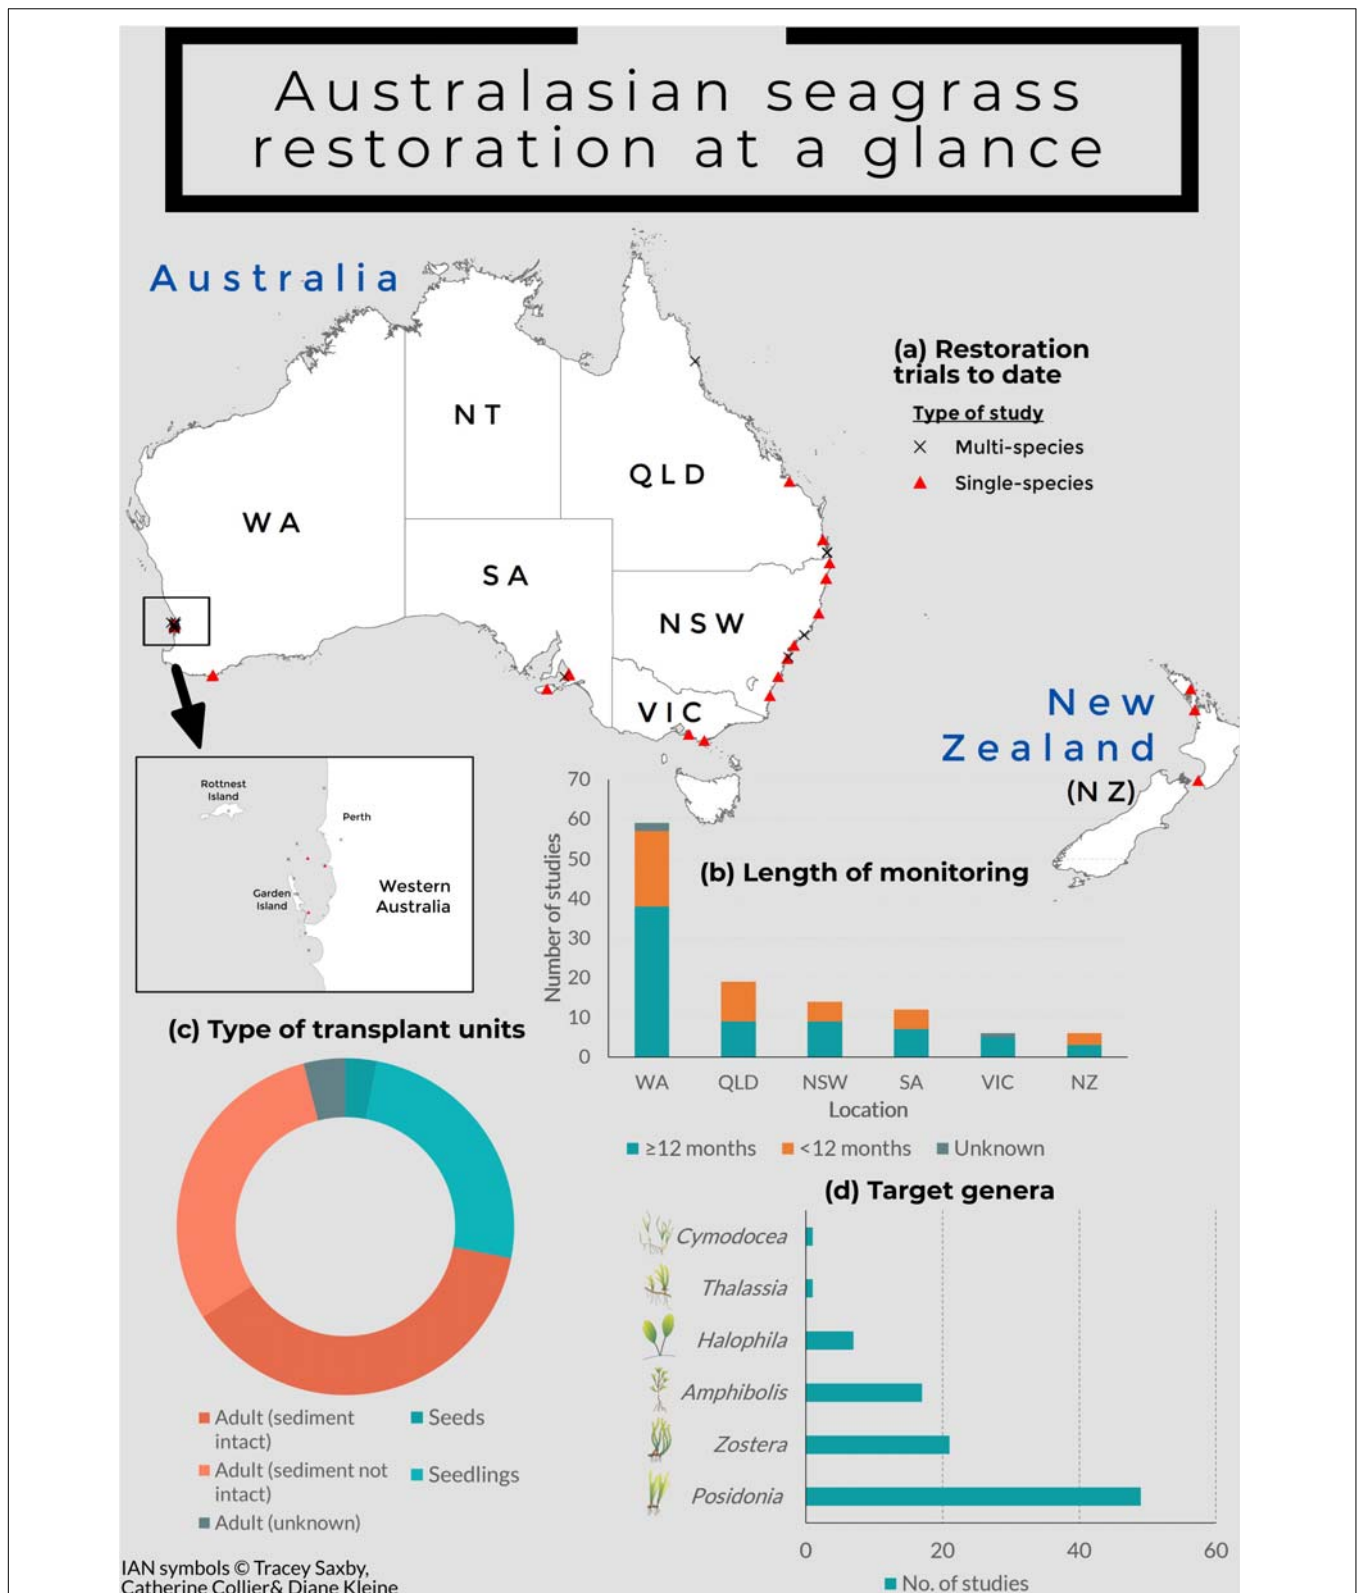 Australasian seagrass
restoration at a glance
Australia
(a) Restoration
trials to date
Type of study
Multi-species
Single-species
NT
QLD
WA
SA
NSW
VIC
New
Zealand
(NZ)
Rottnest
Island
Perth
Garden
Island
Western
Australia
(b) Length of monitoring
Number of studies
70
60
50
40
30
20
10
0
WA QLD NSW SA VIC NZ
Location
≥12 months <12 months Unknown
(c) Type of transplant units
Adult (sediment
intact)
Adult (sediment not
intact)
Adult (unknown)
Seeds
Seedlings
(d) Target genera
Cymodocea
Thalassia
Halophila
Amphibolis
Zostera
Posidonia
0 20 40 60
No. of studies
IAN symbols © Tracey Saxby,
Catherine Collier& Diane Kleine